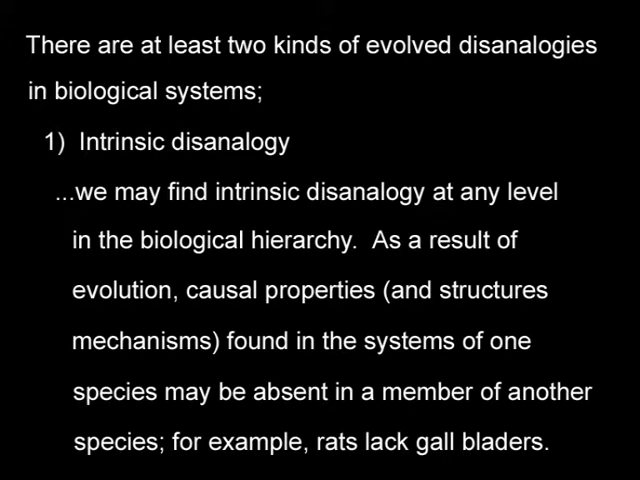 There are at least two kinds of evolved disanalogies
in biological systems;
1) Intrinsic disanalogy
...we may find intrinsic disanalogy at any level
in the biological hierarchy. As a result of
evolution, causal properties (and structures
mechanisms) found in the systems of one
species may be absent in a member of another
species; for example, rats lack gall bladers.